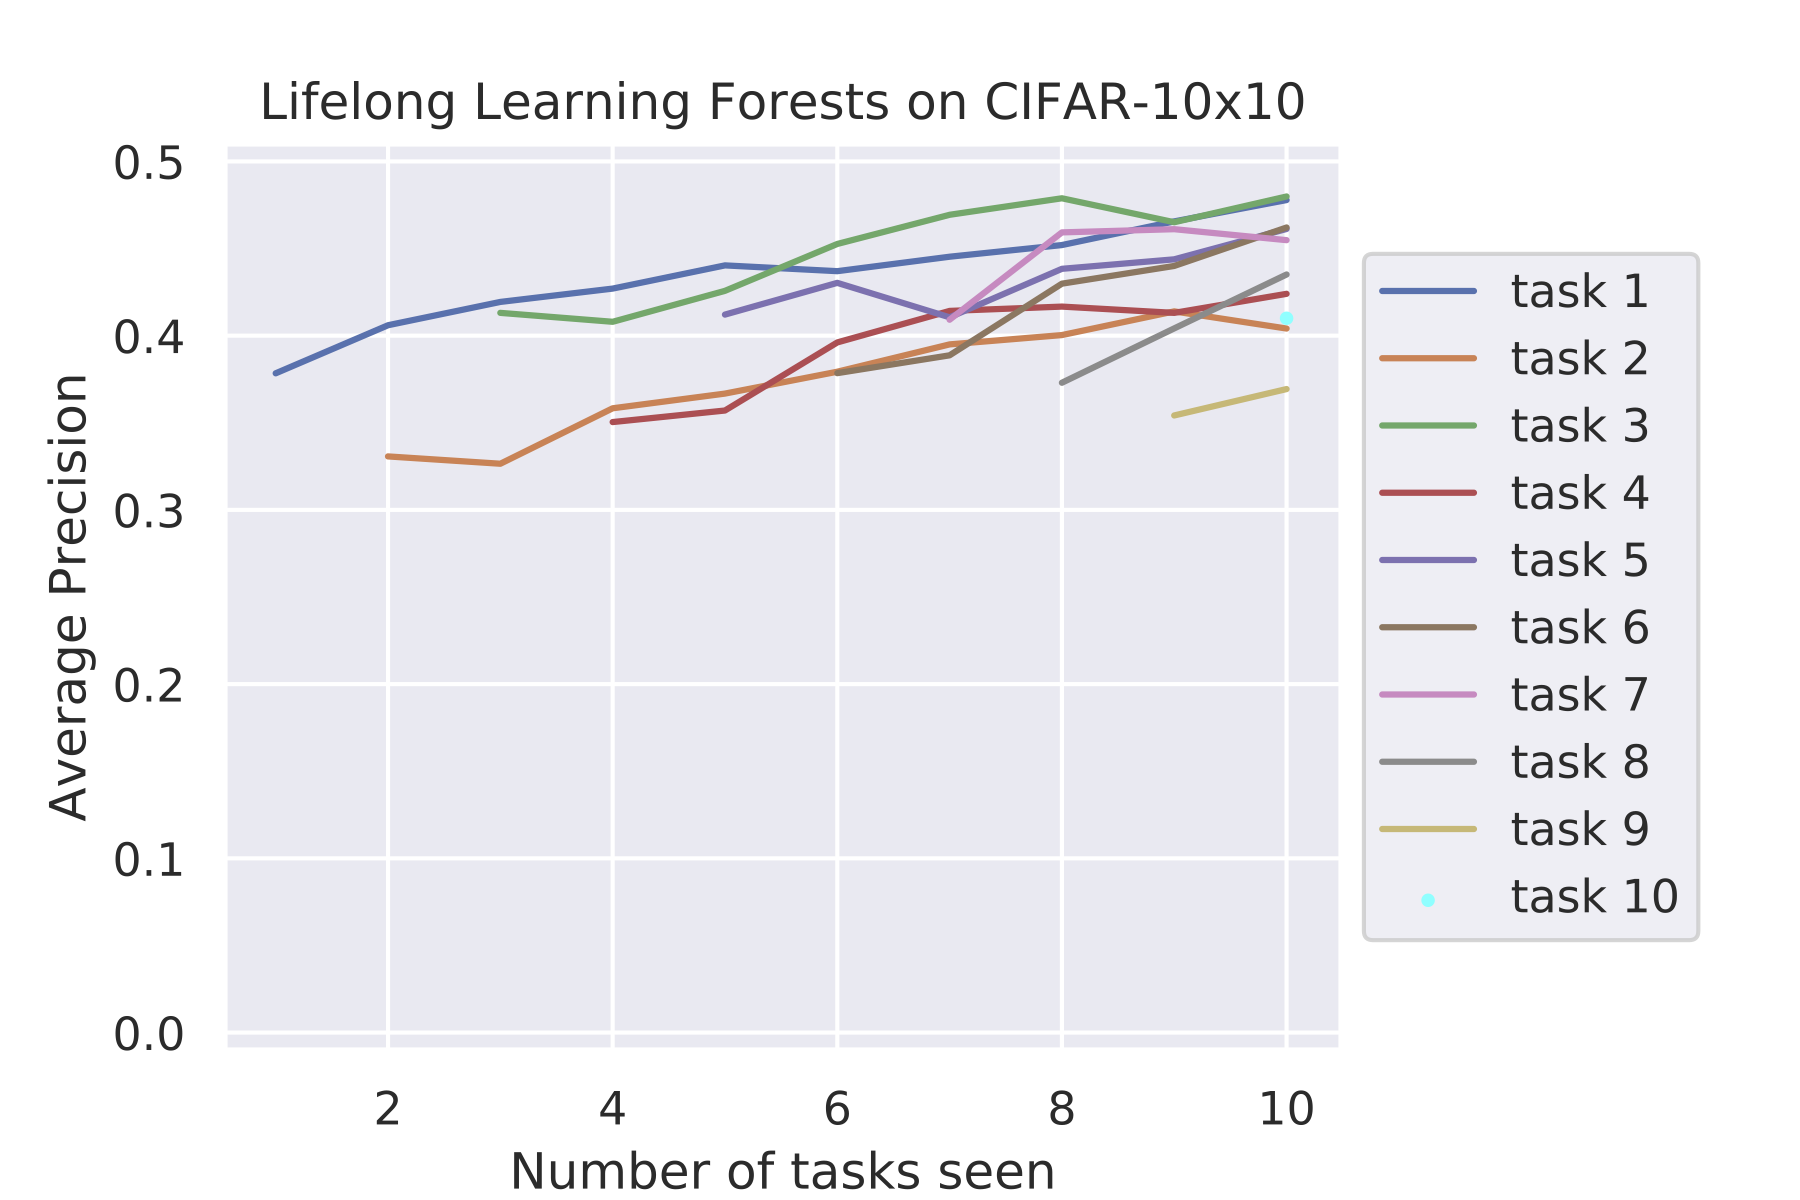 Lifelong Learning Forests on CIFAR-10x10
0.5
0.4
0.3
0.2
0.1
0.0
Average Precision
2 4 6 8 10
Number of tasks seen
task 1
task 2
task 3
task 4
task 5
task 6
task 7
task 8
task 9
task 10